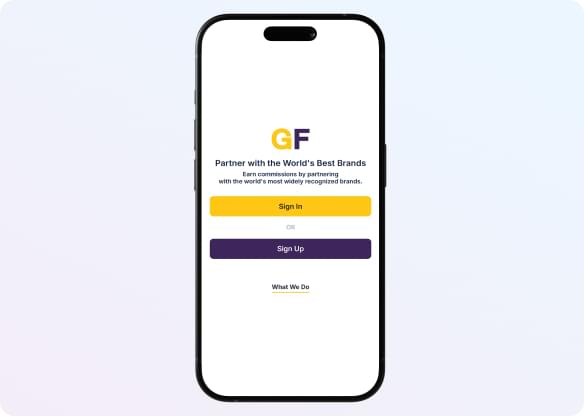 GF
Partner with the World's Best Brands
Earn commissions by partnering
with the world's most widely recognized brands.
Sign In
OR
Sign Up
What We Do